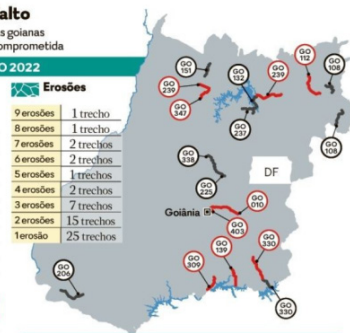 alto
s goianas
omprometida
O 2022
Erosões
9 erosões 1 trecho
8 erosões 1 trecho
7 erosões 2 trechos
6 erosões 2 trechos
5 erosões 1 trecho
4 erosões 2 trechos
3 erosões 7 trechos
2 erosões 15 trechos
1 erosão 25 trechos
GO 151
GO 132
GO 239
GO 112
GO 108
GO 239
GO 347
GO 237
GO 108
GO 338
DF
GO 225
GO 010
Goiânia
GO 403
GO 139
GO 330
GO 309
GO 206
GO 330